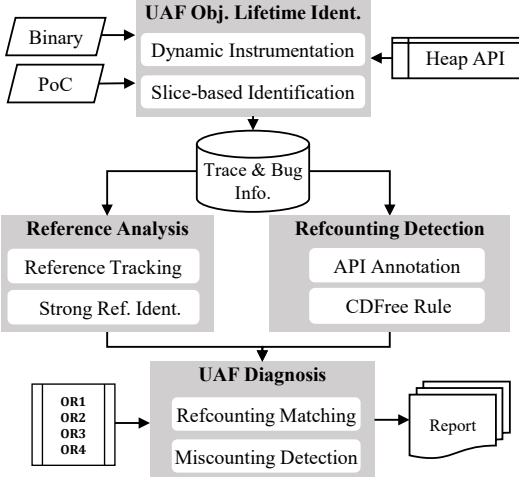 UAF Obj. Lifetime Ident.
Binary
Dynamic Instrumentation
Heap API
PoC
Slice-based Identification
Trace & Bug
Info.
Reference Analysis
Reference Tracking
Strong Ref. Ident.
Refcounting Detection
API Annotation
CDFree Rule
UAF Diagnosis
OR1
OR2
OR3
OR4
Refcounting Matching
Miscounting Detection
Report